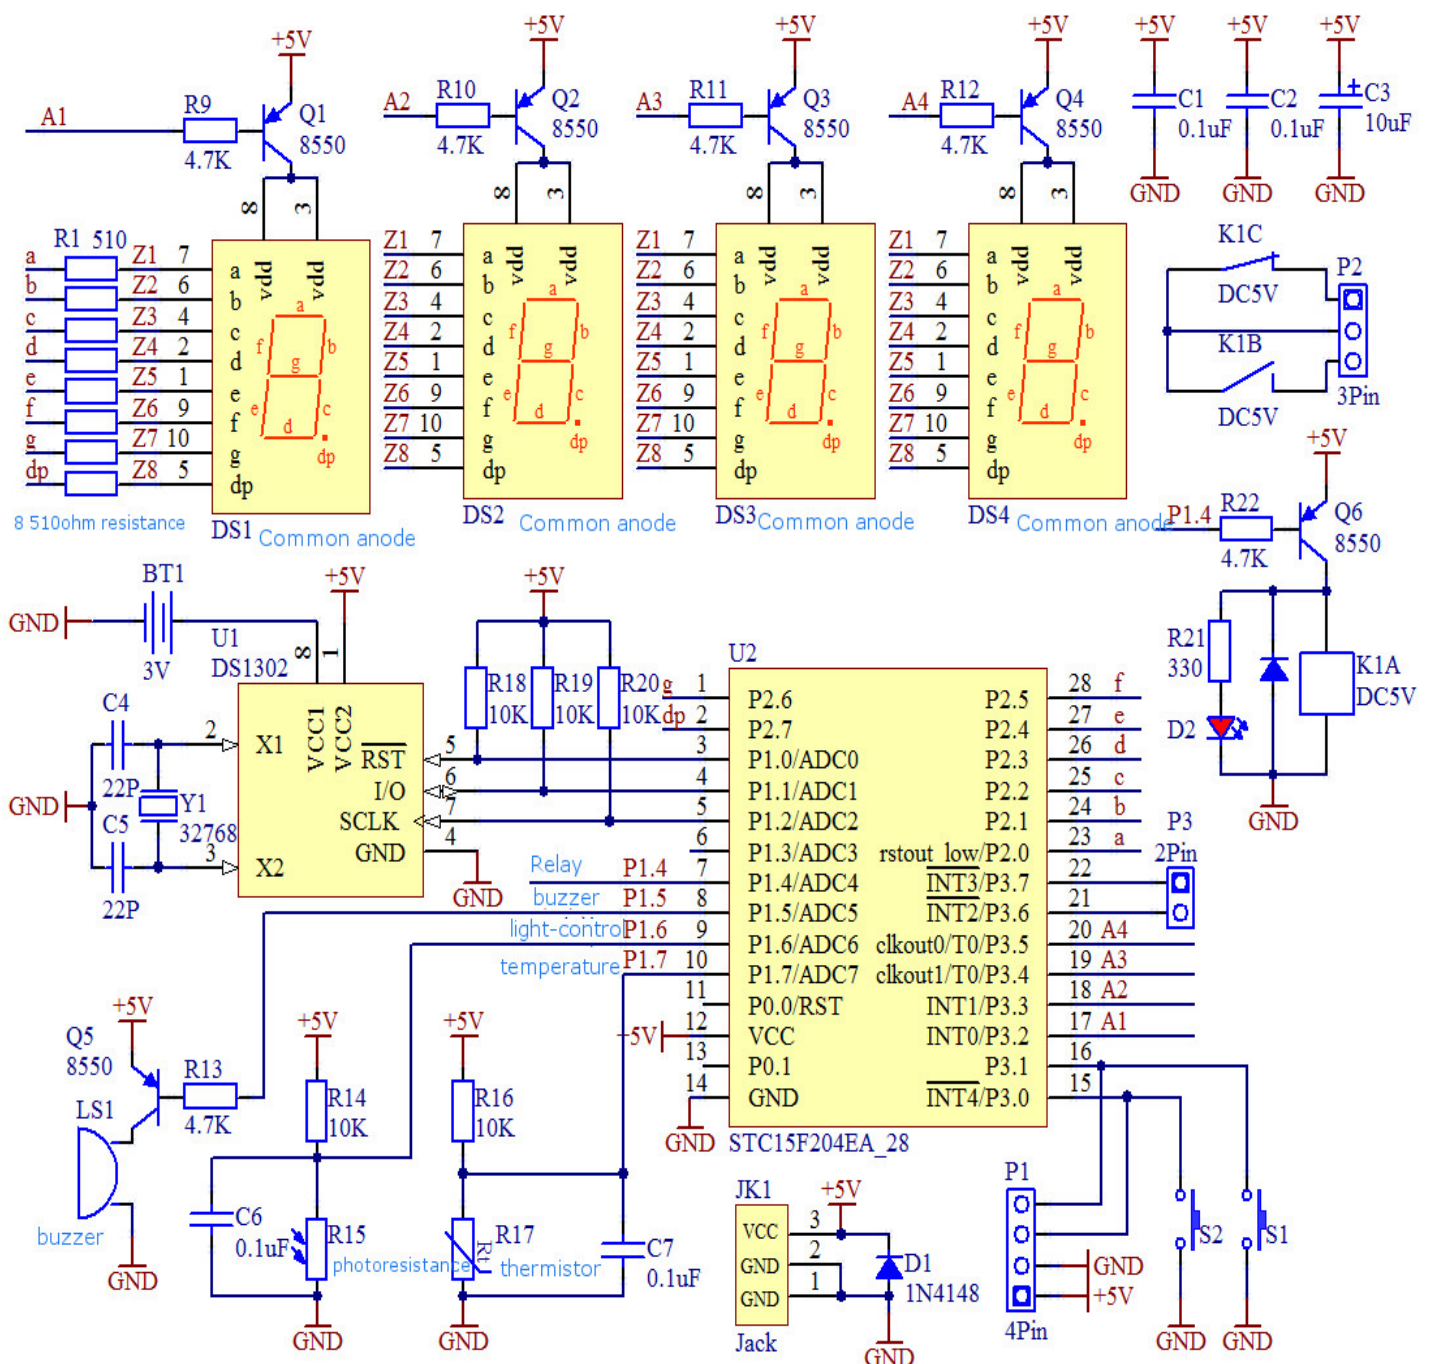 +5V
+5V
+5V
+5V
+5V
+5V
+5V
A1
R9
4.7K
Q1
8550
A2
R10
4.7K
Q2
8550
A3
R11
4.7K
Q3
8550
A4
R12
4.7K
Q4
8550
C1
0.1uF
C2
0.1uF
C3
10uF
+
GND
GND
GND
8
3
8
3
8
3
8
3
R1 510
a Z1 7 a
b Z2 6 b
c Z3 4 c
d Z4 2 d
e Z5 1 e
f Z6 9 f
g Z7 10 g
dp Z8 5 dp
vdd
vdd
a
f b
g
e c
d
dp
8 510ohm resistance
DS1
Common anode
Z1 7 a
Z2 6 b
Z3 4 c
Z4 2 d
Z5 1 e
Z6 9 f
Z7 10 g
Z8 5 dp
vdd
vdd
a
f b
g
e c
d
dp
DS2
Common anode
Z1 7 a
Z2 6 b
Z3 4 c
Z4 2 d
Z5 1 e
Z6 9 f
Z7 10 g
Z8 5 dp
vdd
vdd
a
f b
g
e c
d
dp
DS3
Common anode
Z1 7 a
Z2 6 b
Z3 4 c
Z4 2 d
Z5 1 e
Z6 9 f
Z7 10 g
Z8 5 dp
vdd
vdd
a
f b
g
e c
d
dp
DS4
Common anode
K1C
DC5V
P2
K1B
DC5V
3Pin
+5V
P1.4
R22
4.7K
Q6
8550
R21
330
D2
K1A
DC5V
GND
BT1
GND
3V
+5V
U1
DS1302
8
1
VCC1
VCC2
C4
22P
GND
Y1
32768
C5
22P
2 X1
3 X2
RST 5
I/O 6
SCLK 7
GND 4
GND
+5V
R18
10K
R19
10K
R20
10K
U2
g 1 P2.6
dp 2 P2.7
3 P1.0/ADC0
4 P1.1/ADC1
5 P1.2/ADC2
6 P1.3/ADC3
Relay P1.4 7 P1.4/ADC4
buzzer P1.5 8 P1.5/ADC5
light-control P1.6 9 P1.6/ADC6
temperature P1.7 10 P1.7/ADC7
11 P0.0/RST
+5V 12 VCC
13 P0.1
14 GND
GND
P2.5 28 f
P2.4 27 e
P2.3 26 d
P2.2 25 c
P2.1 24 b
rstout_low/P2.0 23 a
INT3/P3.7 22
INT2/P3.6 21
clkout0/T0/P3.5 20 A4
clkout1/T0/P3.4 19 A3
INT1/P3.3 18 A2
INT0/P3.2 17 A1
P3.1 16
INT4/P3.0 15
STC15F204EA_28
P3
2Pin
+5V
Q5
8550
LS1
R13
4.7K
buzzer
GND
+5V
R14
10K
C6
0.1uF
R15
photoresistance
GND
+5V
R16
10K
R17
Rt
thermistor
C7
0.1uF
GND
JK1
+5V
VCC 3
GND 2
GND 1
Jack
D1
1N4148
GND
P1
GND
+5V
4Pin
S2
S1
GND
GND